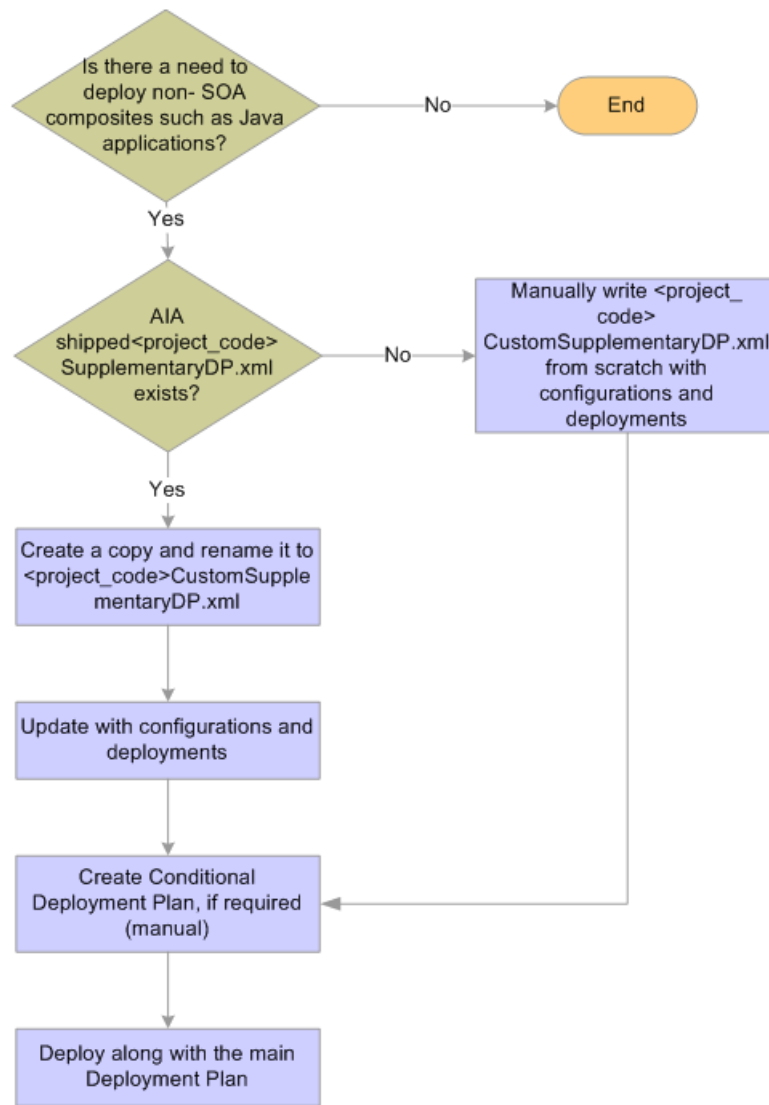 Is there a need to
deploy non- SOA
composites such as Java
applications?
No
End
Yes
AIA
shipped<project_code>
SupplementaryDP.xml
exists?
No
Manually write <project_
code>
CustomSupplementaryDP.xml
from scratch with
configurations and
deployments
Yes
Create a copy and rename it to
<project_code>CustomSupple
mentaryDP.xml
Update with configurations and
deployments
Create Conditional
Deployment Plan, if required
(manual)
Deploy along with the main
Deployment Plan